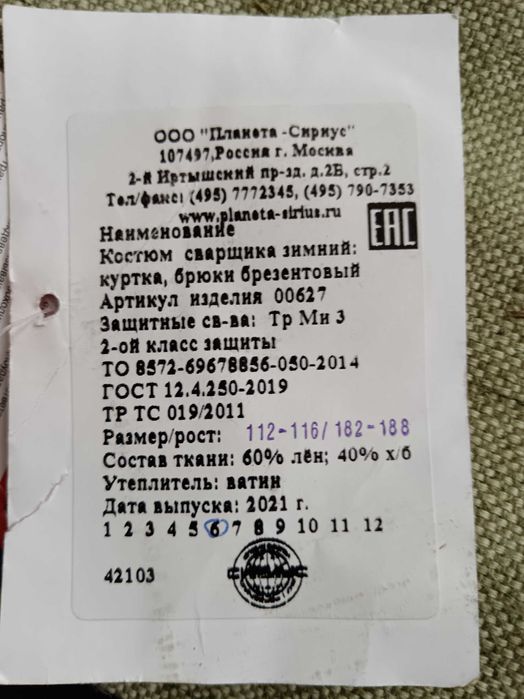 ООО "Планета -Сириус"
107497,Россия г. Москва
2-й Иртышский пр-зд. д.2Б, стр.2
Тел/факс: (495) 7772345, (495) 790-7353
www.planeta-sirius.ru
Наименование
EAC
Костюм сварщика зимний:
куртка, брюки брезентовый
Артикул изделия 00627
Защитные св-ва: Тр Ми З
2-ой класс защиты
ТО 8572-69678856-050-2014
ГОСТ 12.4.250-2019
ТР ТС 019/2011
Размер/рост: 112-116/ 182-188
Состав ткани: 60% лён; 40% х/б
Утеплитель: ватин
Дата выпуска: 2021 г.
1 2 3 4 5 6 7 8 9 10 11 12
42103